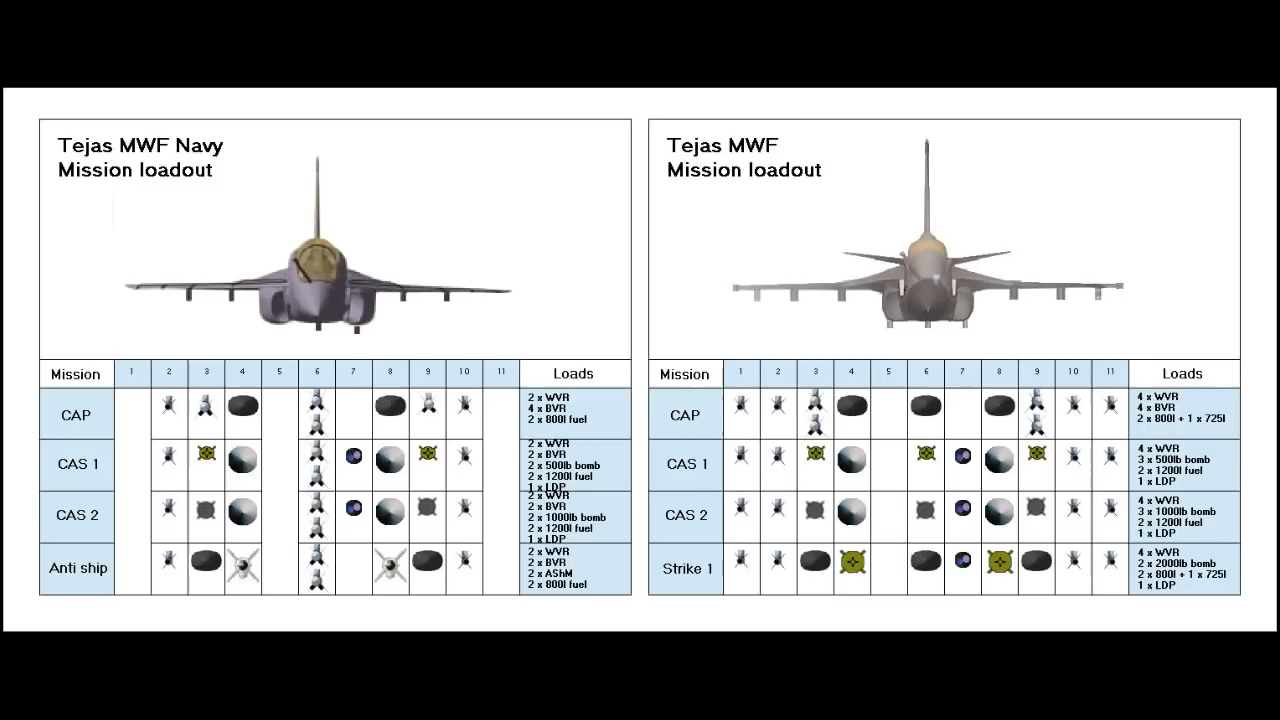 Tejas MWF Navy
Mission loadout
Mission 1 2 3 4 5 6 7 8 9 10 11 Loads
CAP
2 x WVR
4 x BVR
2 x 800l fuel
CAS 1
2 x WVR
2 x BVR
2 x 500lb bomb
2 x 1200l fuel
1 x LDP
CAS 2
2 x WVR
2 x BVR
2 x 1000lb bomb
2 x 1200l fuel
1 x LDP
Anti ship
2 x WVR
2 x BVR
2 x AShM
2 x 800l fuel
Tejas MWF
Mission loadout
Mission 1 2 3 4 5 6 7 8 9 10 11 Loads
CAP
4 x WVR
4 x BVR
2 x 800l + 1 x 725l
CAS 1
4 x WVR
3 x 500lb bomb
2 x 1200l fuel
1 x LDP
CAS 2
4 x WVR
3 x 1000lb bomb
2 x 1200l fuel
1 x LDP
Strike 1
4 x WVR
2 x 2000lb bomb
2 x 800l + 1 x 725l
1 x LDP